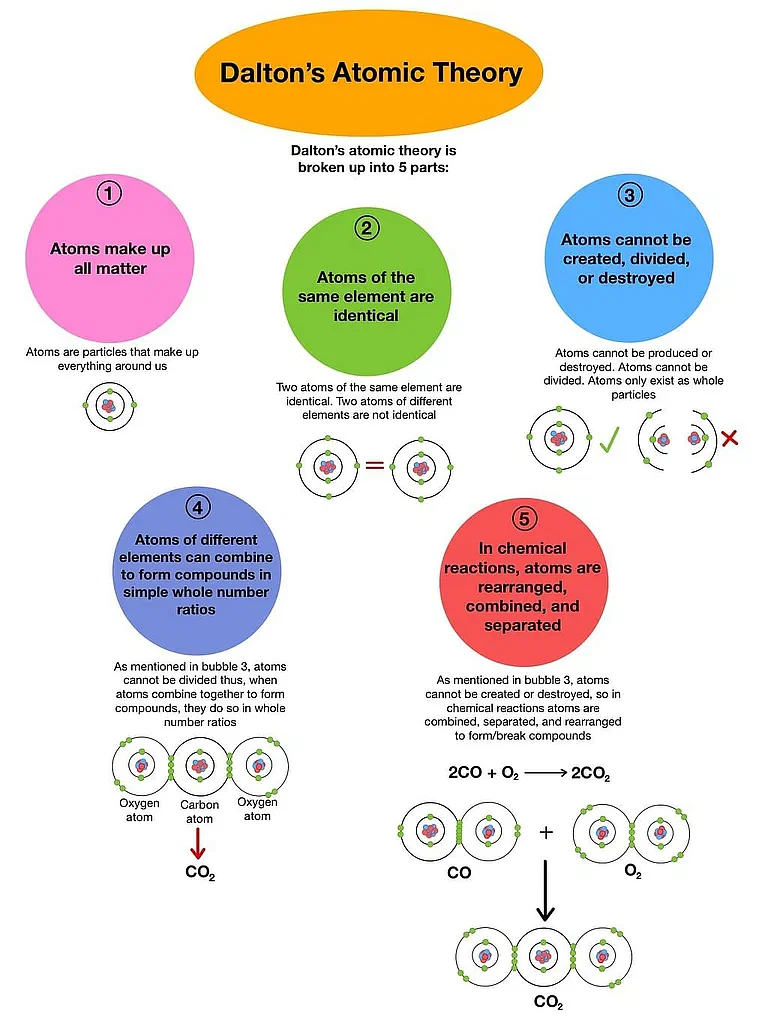 Dalton's Atomic Theory
Dalton's atomic theory is
broken up into 5 parts:
1
Atoms make up
all matter
Atoms are particles that make up
everything around us
2
Atoms of the
same element are
identical
Two atoms of the same element are
identical. Two atoms of different
elements are not identical
=
3
Atoms cannot be
created, divided,
or destroyed
Atoms cannot be produced or
destroyed. Atoms cannot be
divided. Atoms only exist as whole
particles
4
Atoms of different
elements can combine
to form compounds in
simple whole number
ratios
As mentioned in bubble 3, atoms
cannot be divided thus, when
atoms combine together to form
compounds, they do so in whole
number ratios
Oxygen
atom
Carbon
atom
Oxygen
atom
CO₂
5
In chemical
reactions, atoms are
rearranged,
combined, and
separated
As mentioned in bubble 3, atoms
cannot be created or destroyed, so in
chemical reactions atoms are
combined, separated, and rearranged
to form/break compounds
2CO + O₂ ⟶ 2CO₂
+
CO
O₂
CO₂